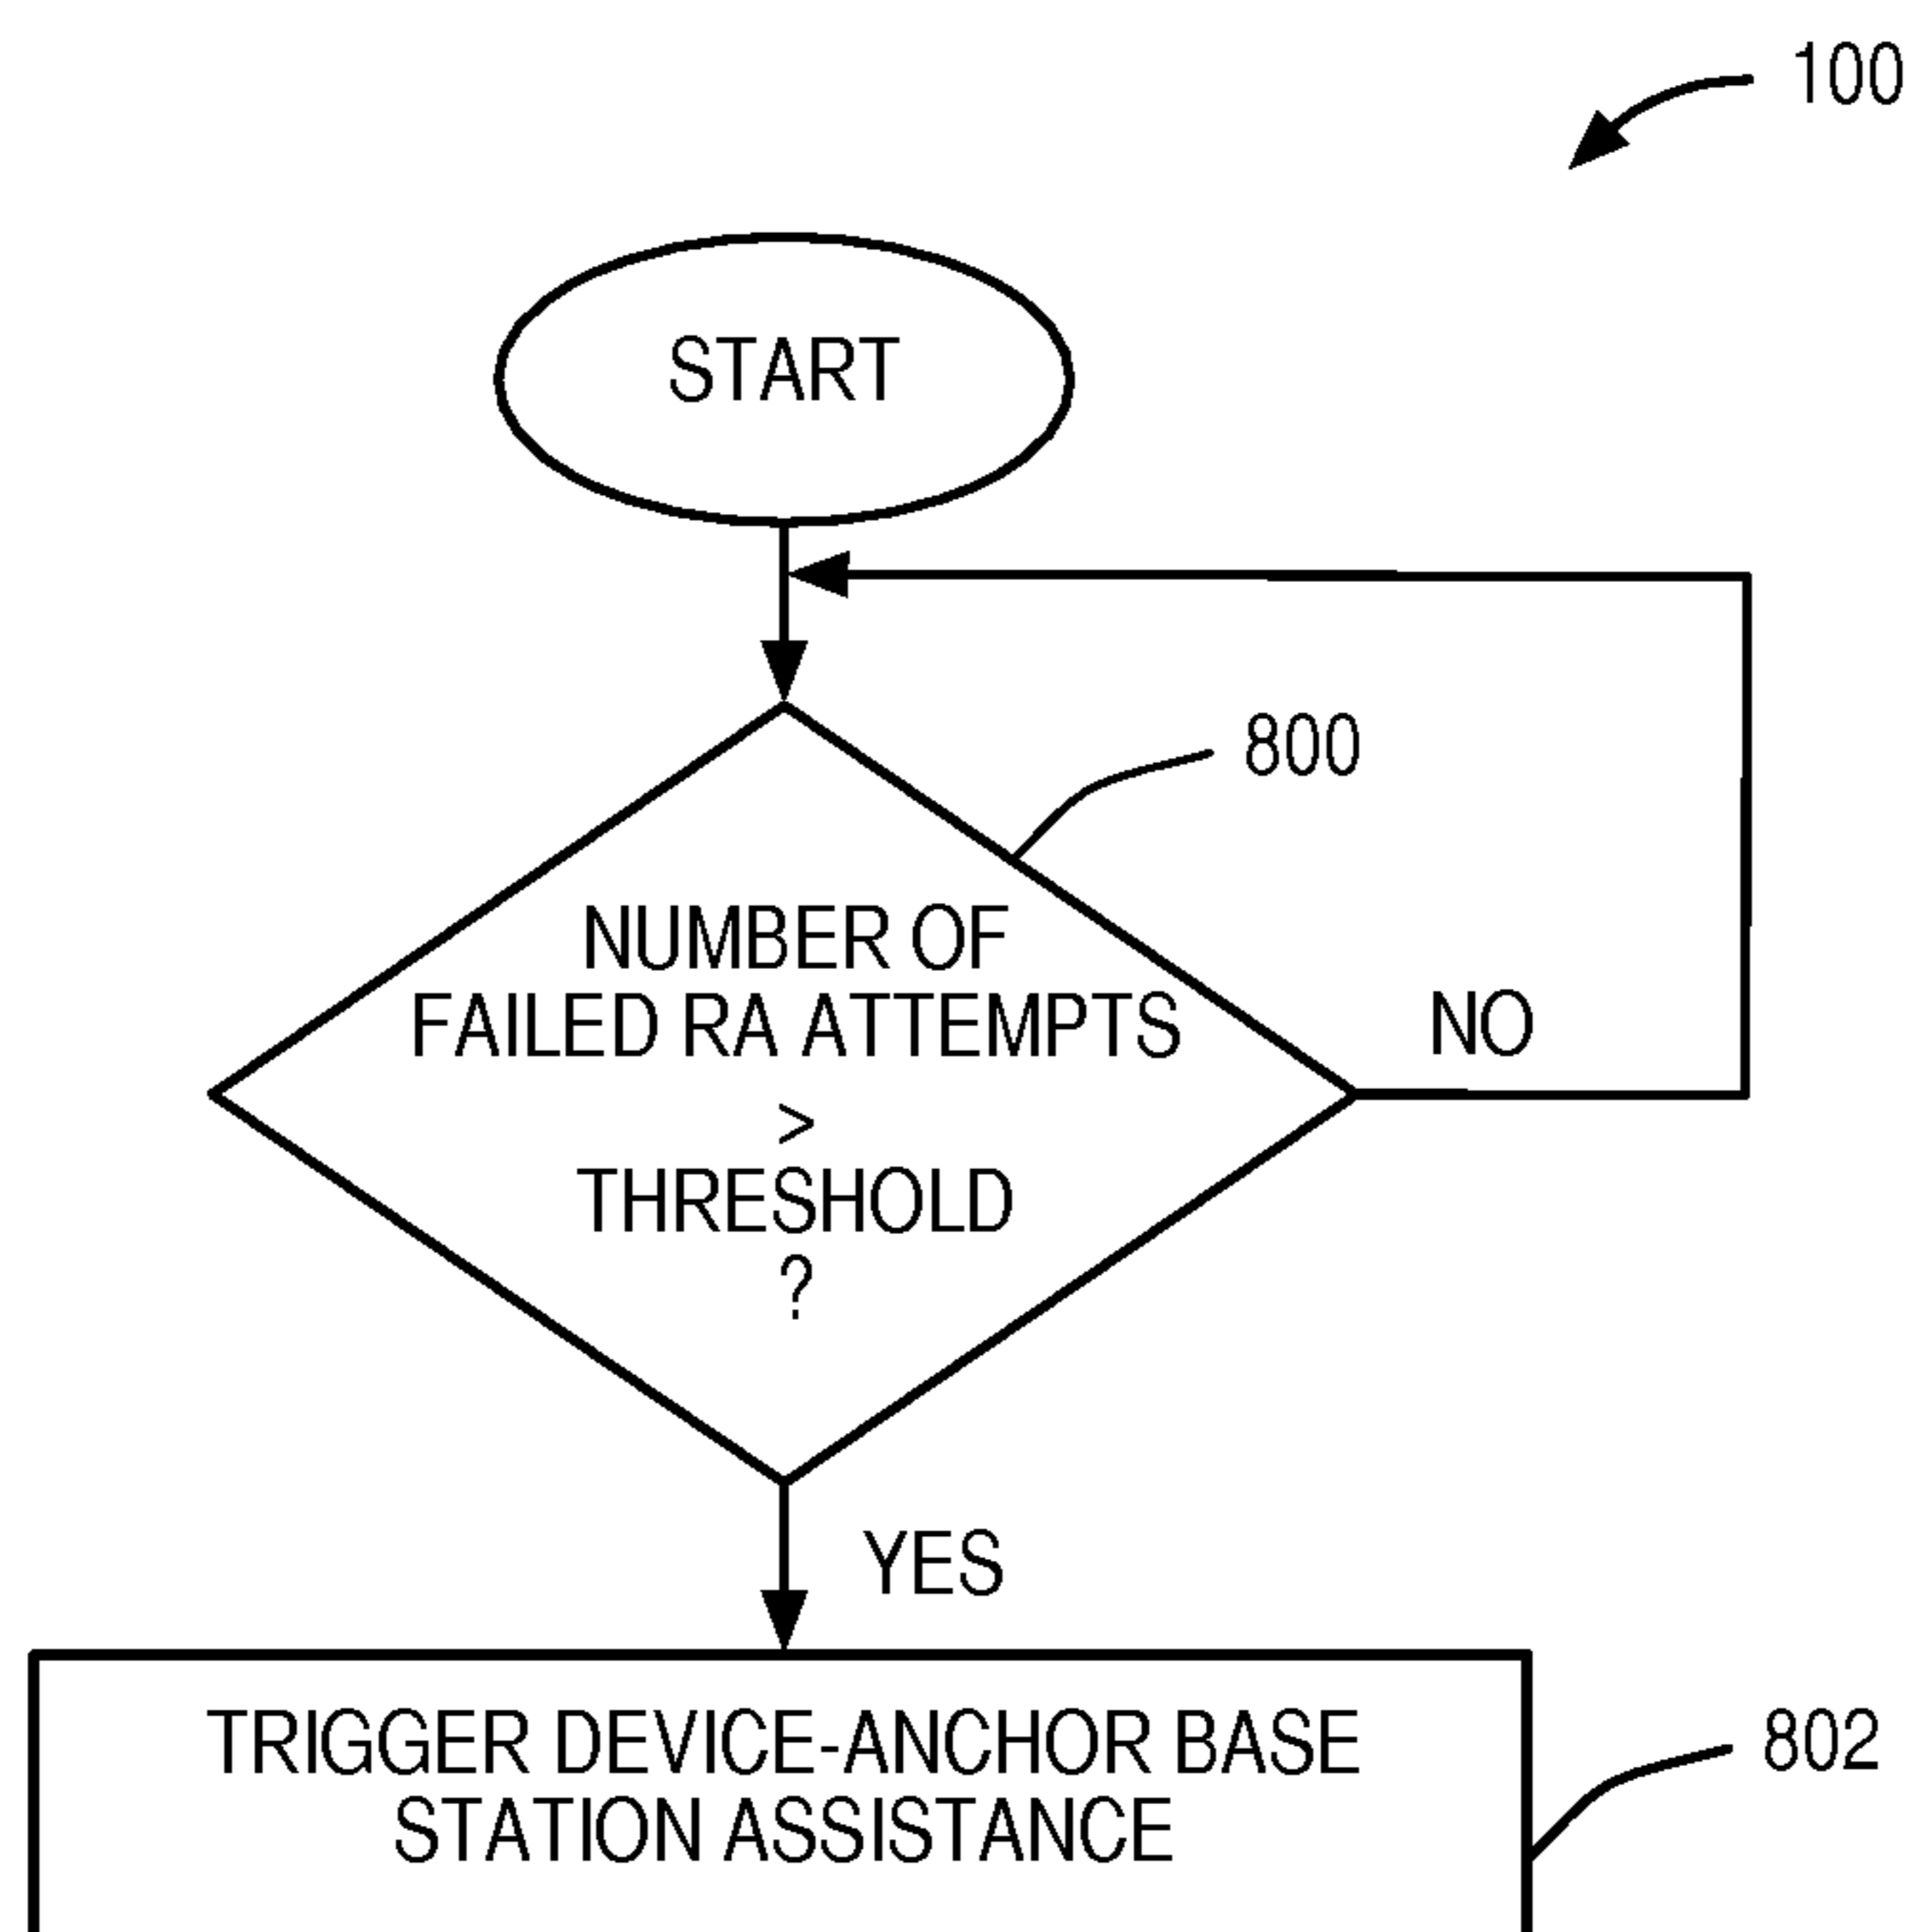 100
START
800
NUMBER OF
FAILED RA ATTEMPTS
>
THRESHOLD
?
NO
YES
TRIGGER DEVICE-ANCHOR BASE
STATION ASSISTANCE
802